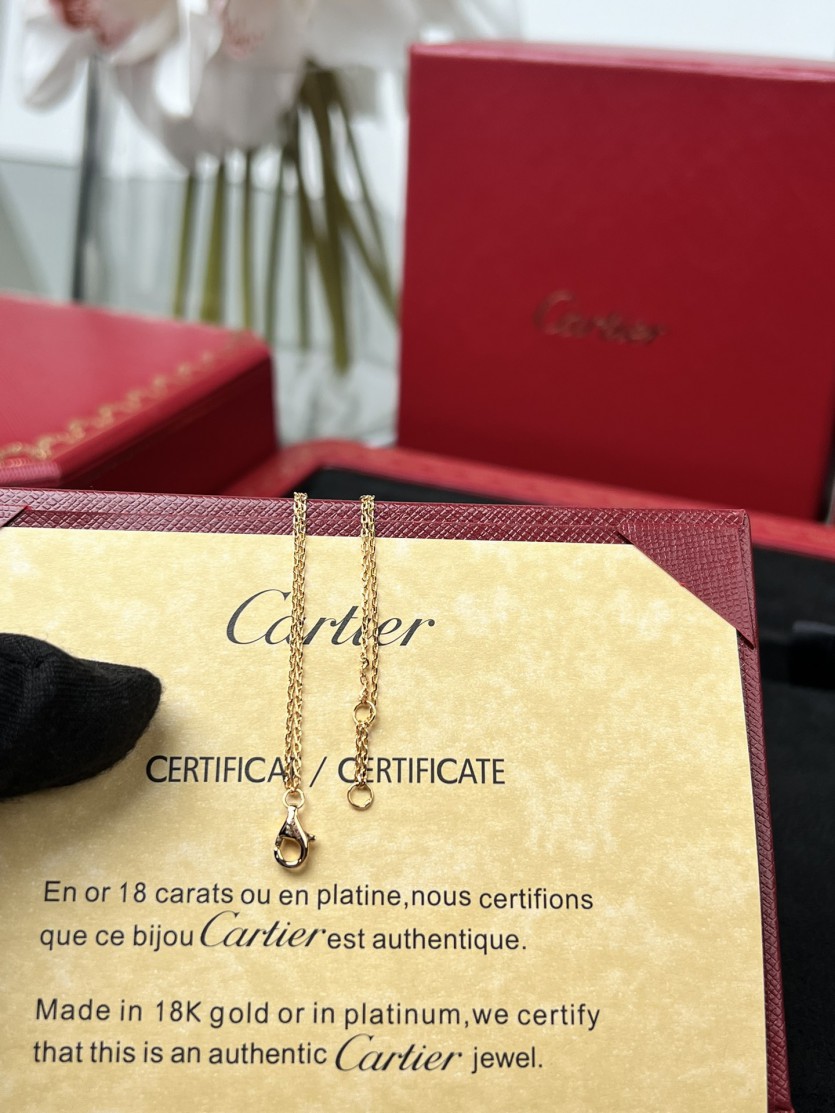 Cartier
Cartier
CERTIFICAT / CERTIFICATE
En or 18 carats ou en platine,nous certifions
que ce bijou Cartier est authentique.
Made in 18K gold or in platinum,we certify
that this is an authentic Cartier jewel.